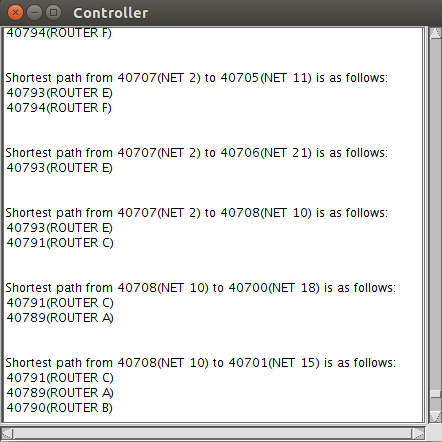 Controller
40794(ROUTER F)
Shortest path from 40707(NET 2) to 40705(NET 11) is as follows:
40793(ROUTER E)
40794(ROUTER F)
Shortest path from 40707(NET 2) to 40706(NET 21) is as follows:
40793(ROUTER E)
Shortest path from 40707(NET 2) to 40708(NET 10) is as follows:
40793(ROUTER E)
40791(ROUTER C)
Shortest path from 40708(NET 10) to 40700(NET 18) is as follows:
40791(ROUTER C)
40789(ROUTER A)
Shortest path from 40708(NET 10) to 40701(NET 15) is as follows:
40791(ROUTER C)
40789(ROUTER A)
40790(ROUTER B)